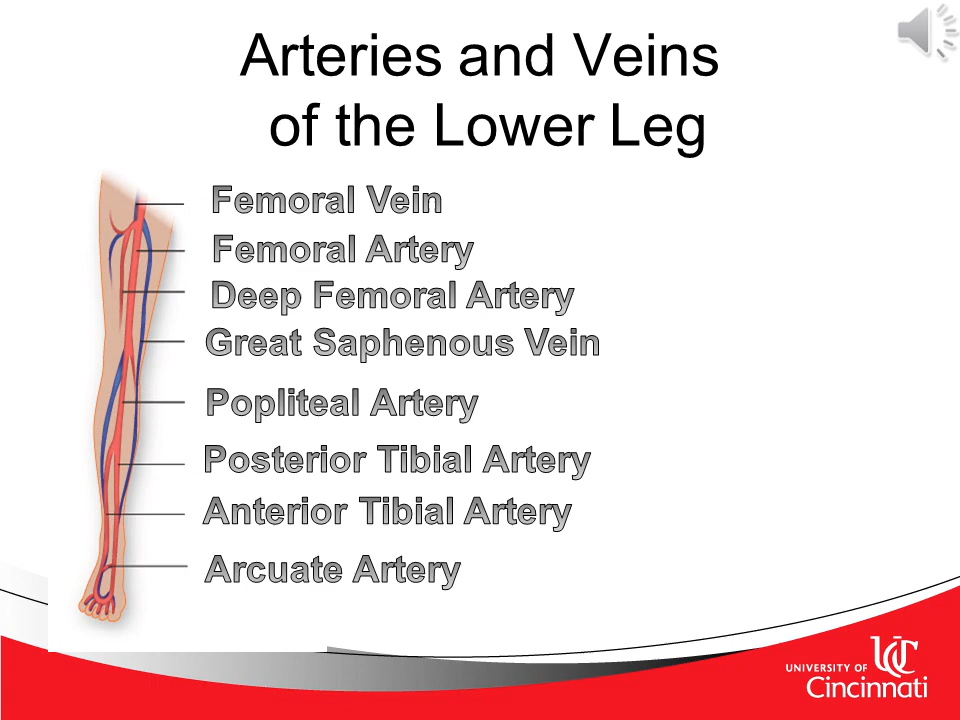 Arteries and Veins
of the Lower Leg
Femoral Vein
Femoral Artery
Deep Femoral Artery
Great Saphenous Vein
Popliteal Artery
Posterior Tibial Artery
Anterior Tibial Artery
Arcuate Artery
UC
UNIVERSITY OF
Cincinnati